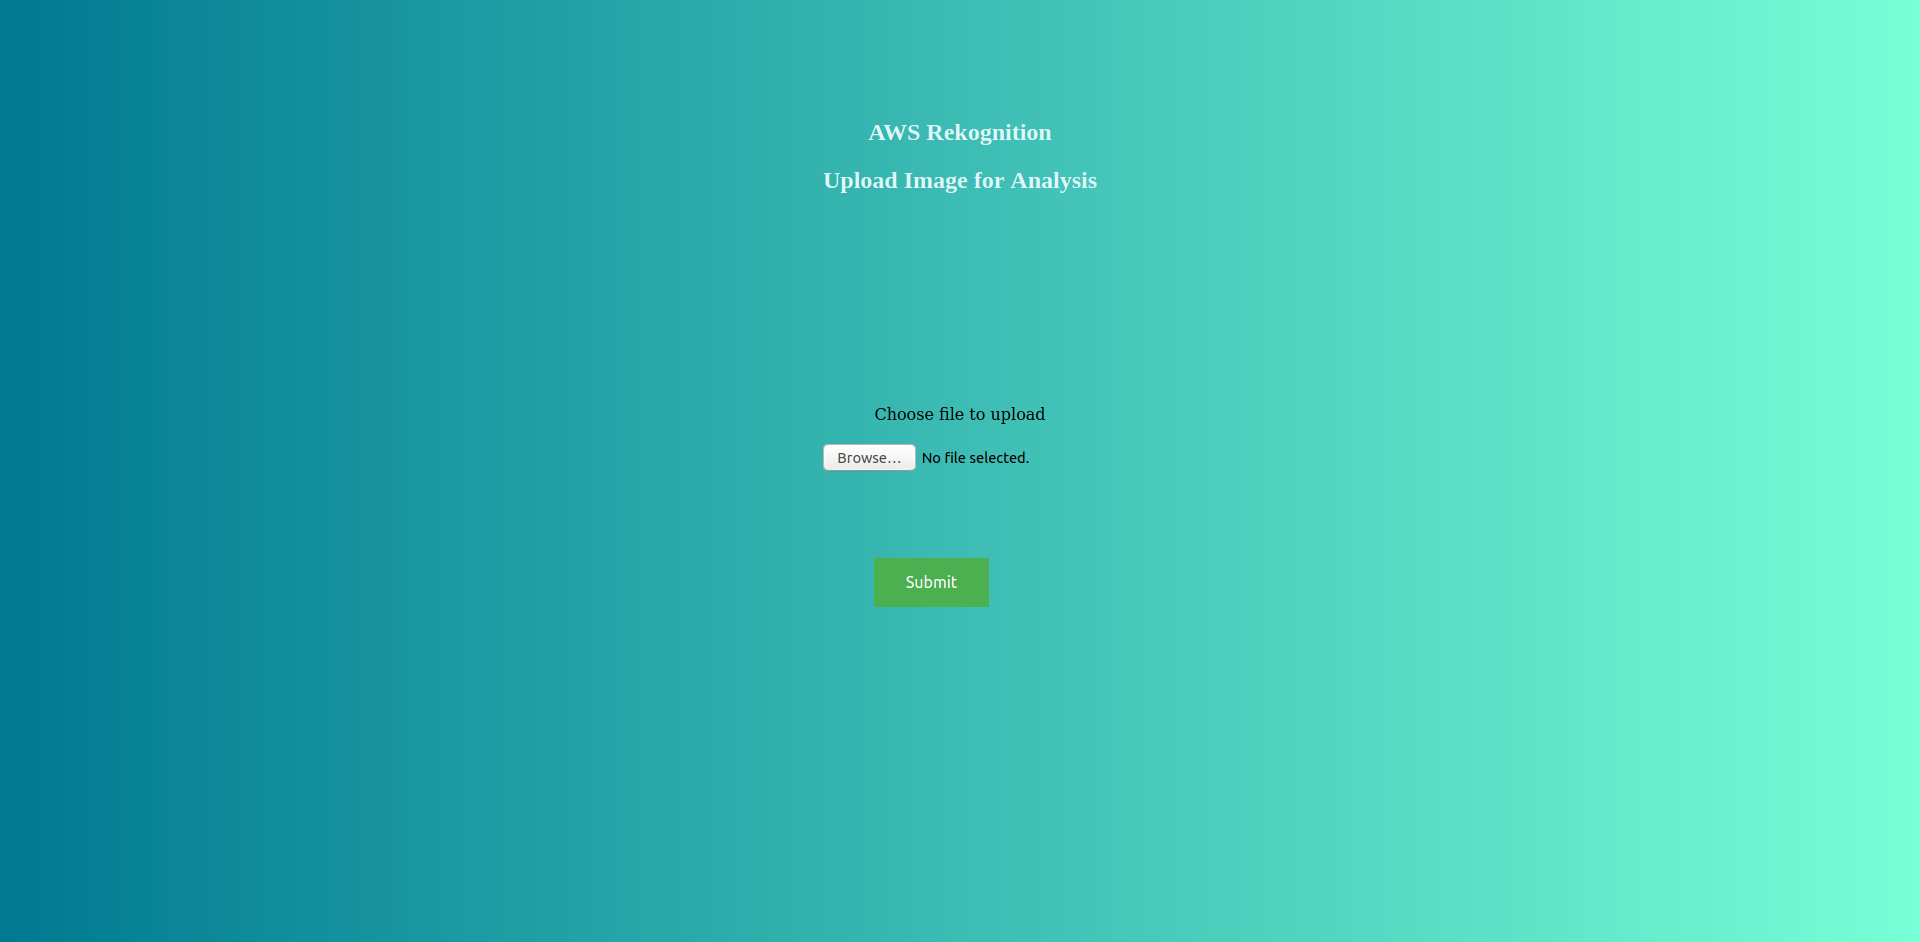 AWS Rekognition
Upload Image for Analysis
Choose file to upload
Browse... No file selected.
Submit